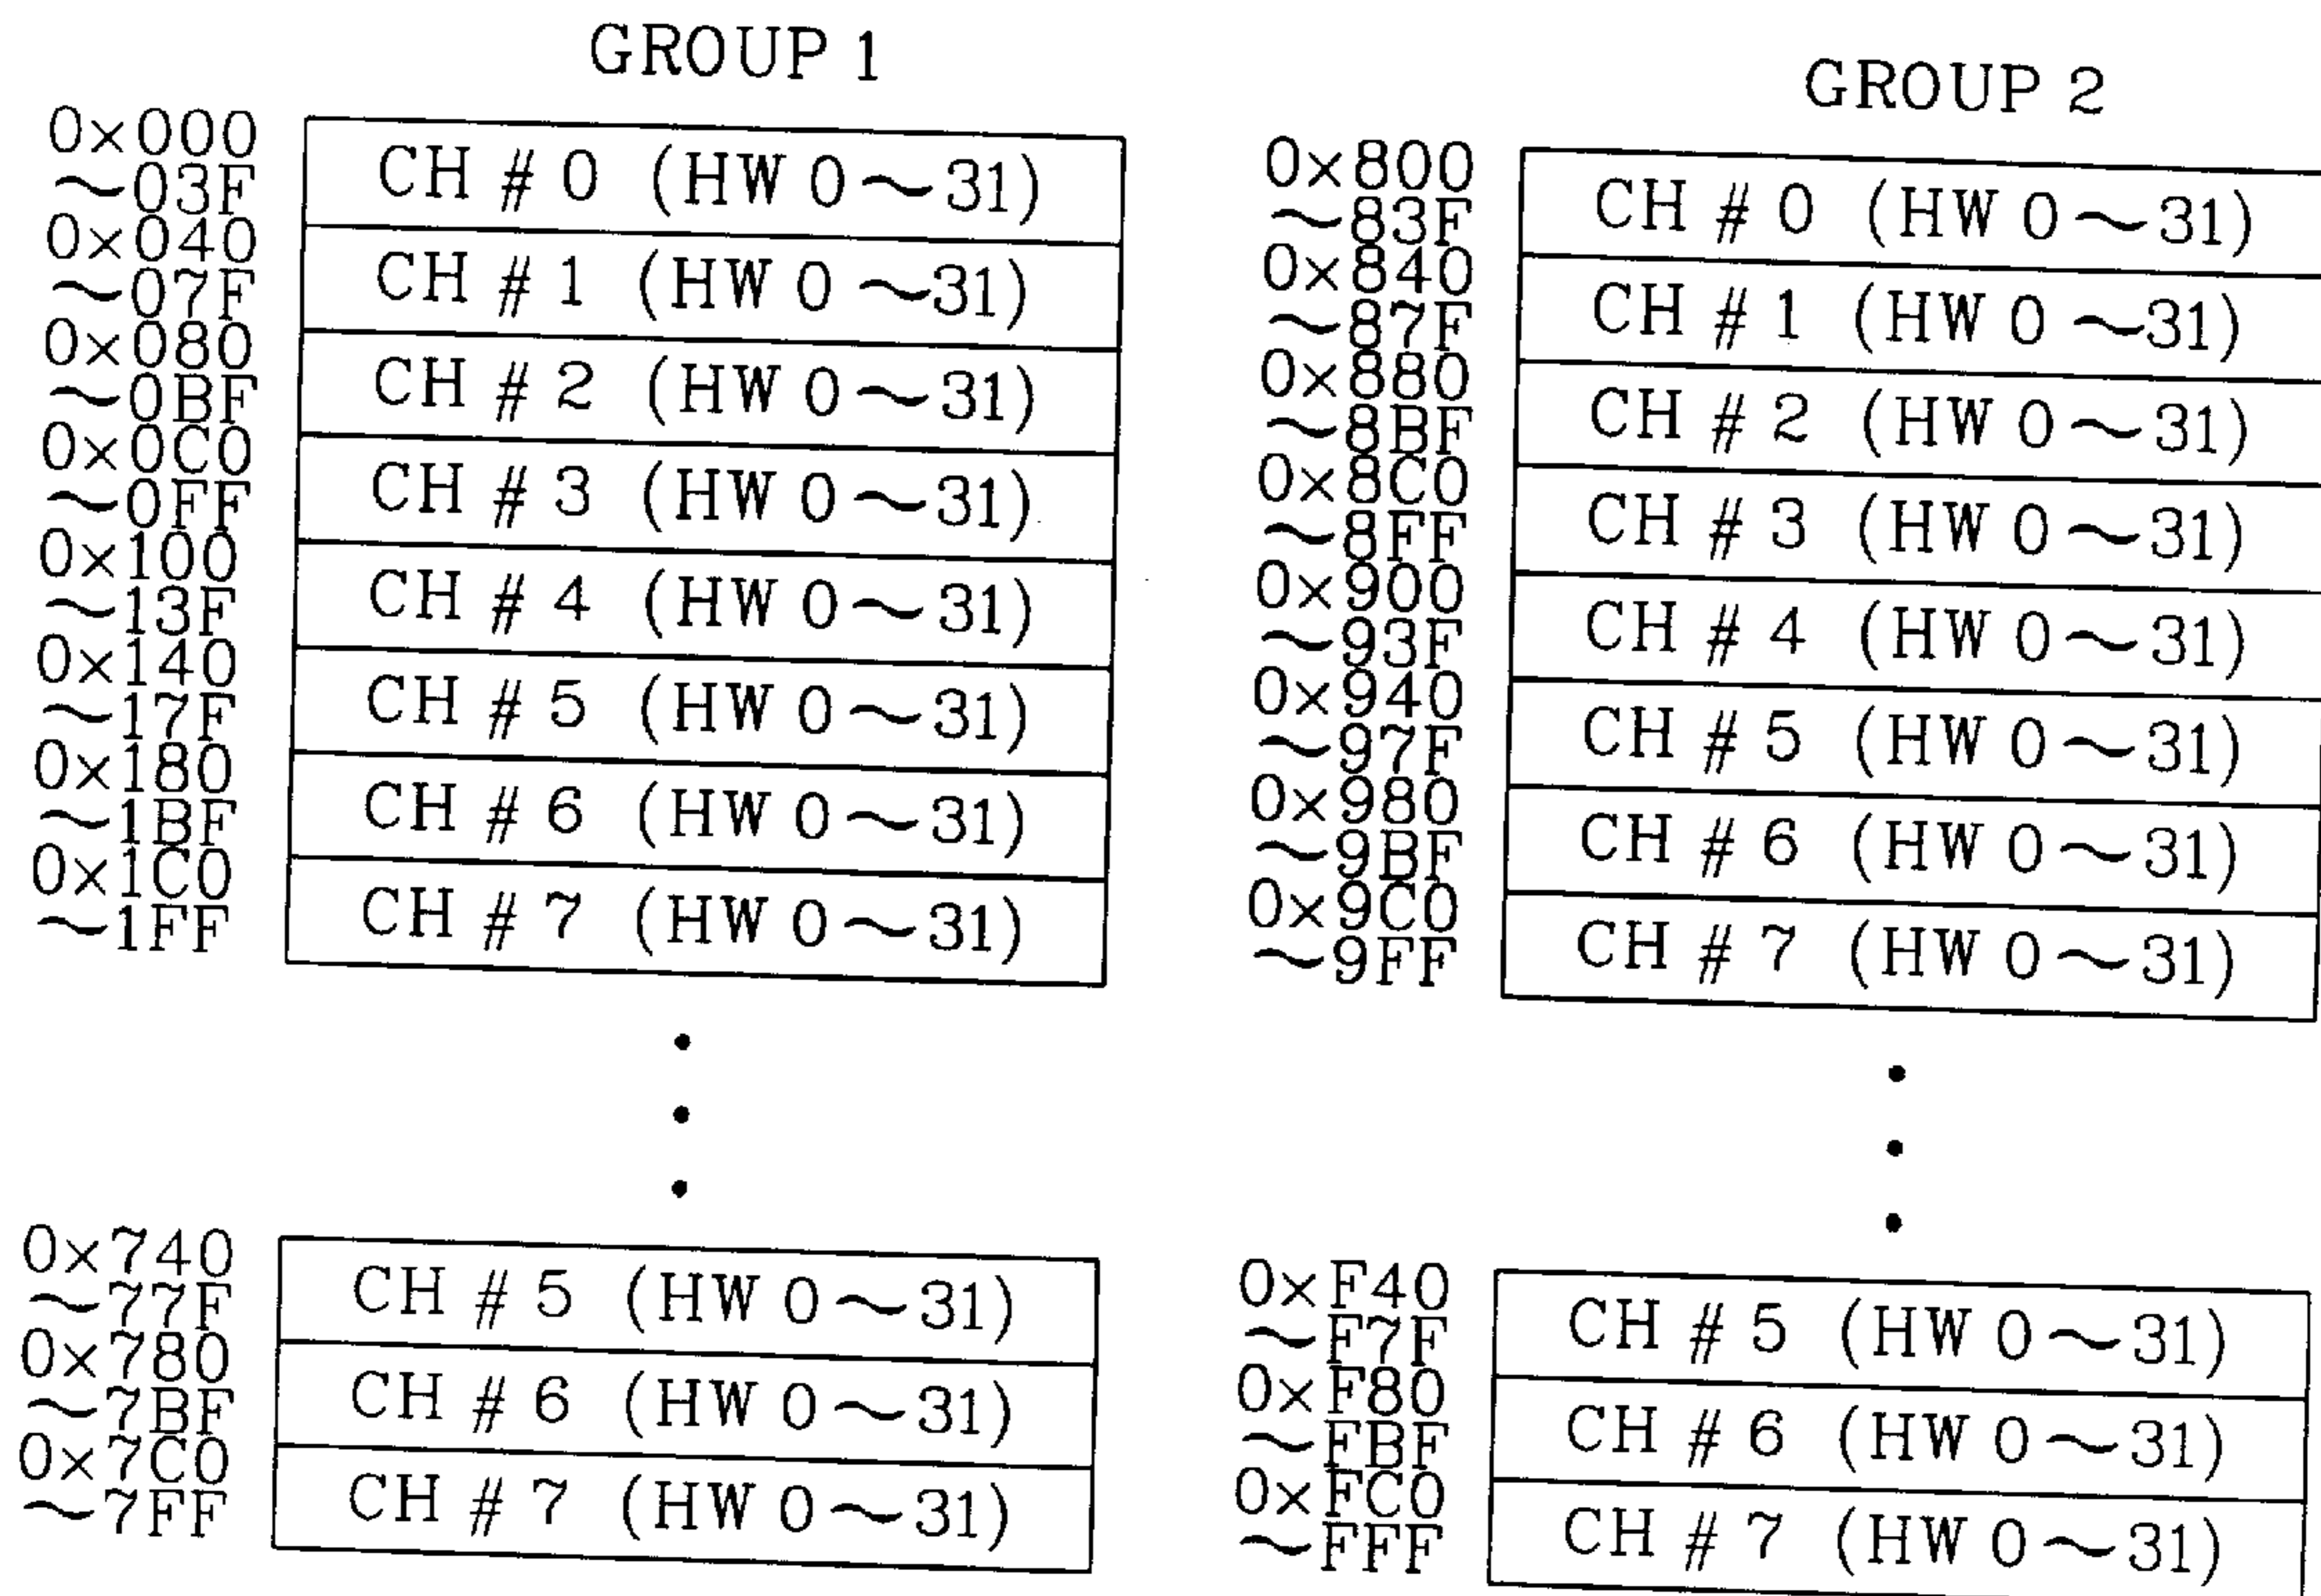 GROUP 1
0×000
~03F
CH # 0 (HW 0~31)
0×040
~07F
CH # 1 (HW 0~31)
0×080
~0BF
CH # 2 (HW 0~31)
0×0C0
~0FF
CH # 3 (HW 0~31)
0×100
~13F
CH # 4 (HW 0~31)
0×140
~17F
CH # 5 (HW 0~31)
0×180
~1BF
CH # 6 (HW 0~31)
0×1C0
~1FF
CH # 7 (HW 0~31)
0×740
~77F
CH # 5 (HW 0~31)
0×780
~7BF
CH # 6 (HW 0~31)
0×7C0
~7FF
CH # 7 (HW 0~31)
GROUP 2
0×800
~83F
CH # 0 (HW 0~31)
0×840
~87F
CH # 1 (HW 0~31)
0×880
~8BF
CH # 2 (HW 0~31)
0×8C0
~8FF
CH # 3 (HW 0~31)
0×900
~93F
CH # 4 (HW 0~31)
0×940
~97F
CH # 5 (HW 0~31)
0×980
~9BF
CH # 6 (HW 0~31)
0×9C0
~9FF
CH # 7 (HW 0~31)
0×F40
~F7F
CH # 5 (HW 0~31)
0×F80
~FBF
CH # 6 (HW 0~31)
0×FC0
~FFF
CH # 7 (HW 0~31)